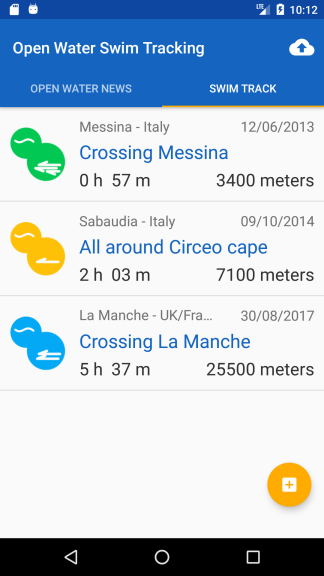 LTE 10:12
Open Water Swim Tracking
OPEN WATER NEWS SWIM TRACK
Messina - Italy 12/06/2013
Crossing Messina
0 h 57 m 3400 meters
Sabaudia - Italy 09/10/2014
All around Circeo cape
2 h 03 m 7100 meters
La Manche - UK/Fra... 30/08/2017
Crossing La Manche
5 h 37 m 25500 meters